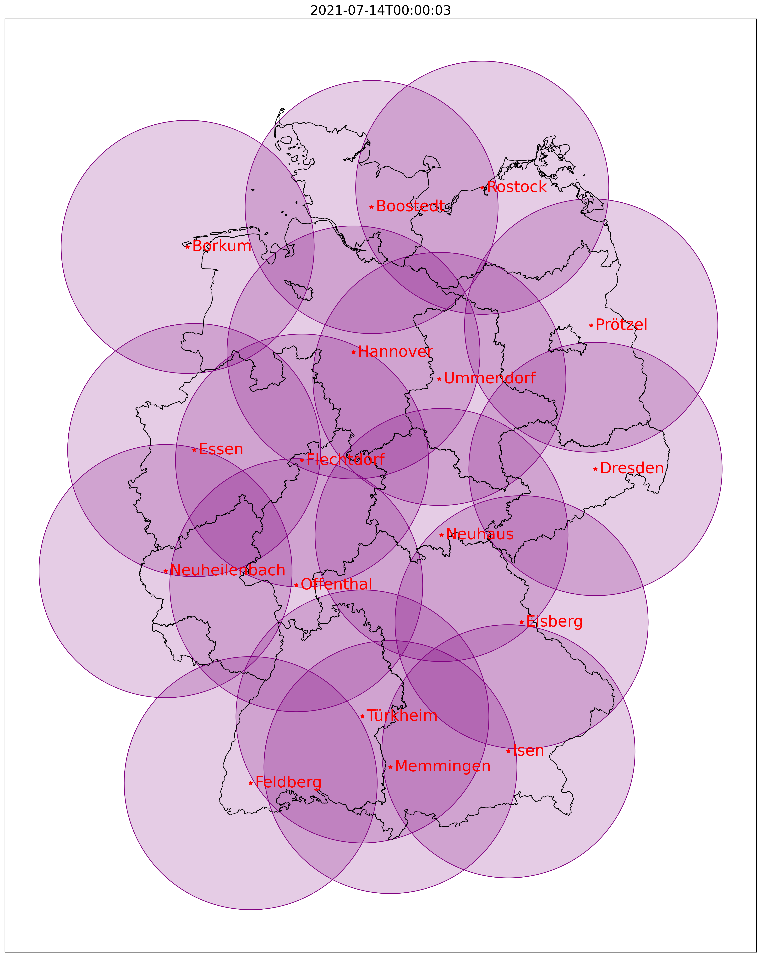 2021-07-14T00:00:03
Rostock
Boostedt
Borkum
Prötzel
Hannover
Ummendorf
Essen
Flechtdorf
Dresden
Neuhaus
Neuheilenbach
Offenthal
Eisberg
Türkheim
Isen
Memmingen
Feldberg